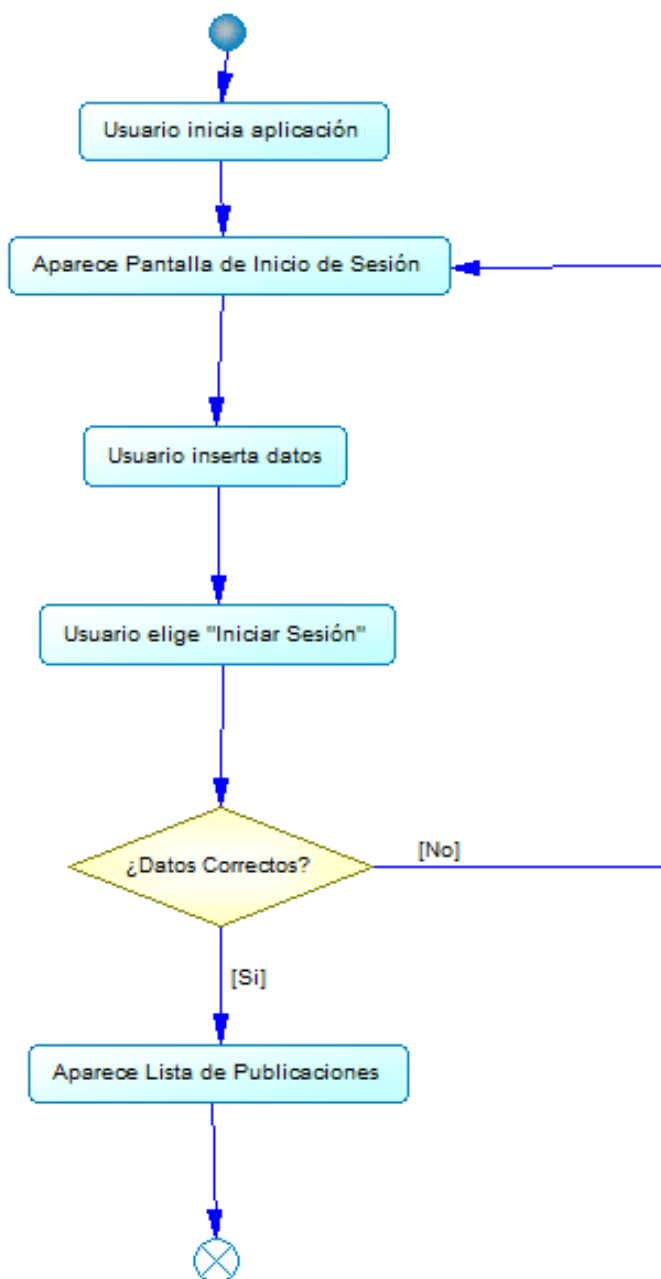 Usuario inicia aplicación
Aparece Pantalla de Inicio de Sesión
Usuario inserta datos
Usuario elige "Iniciar Sesión"
¿Datos Correctos?
[No]
[Si]
Aparece Lista de Publicaciones